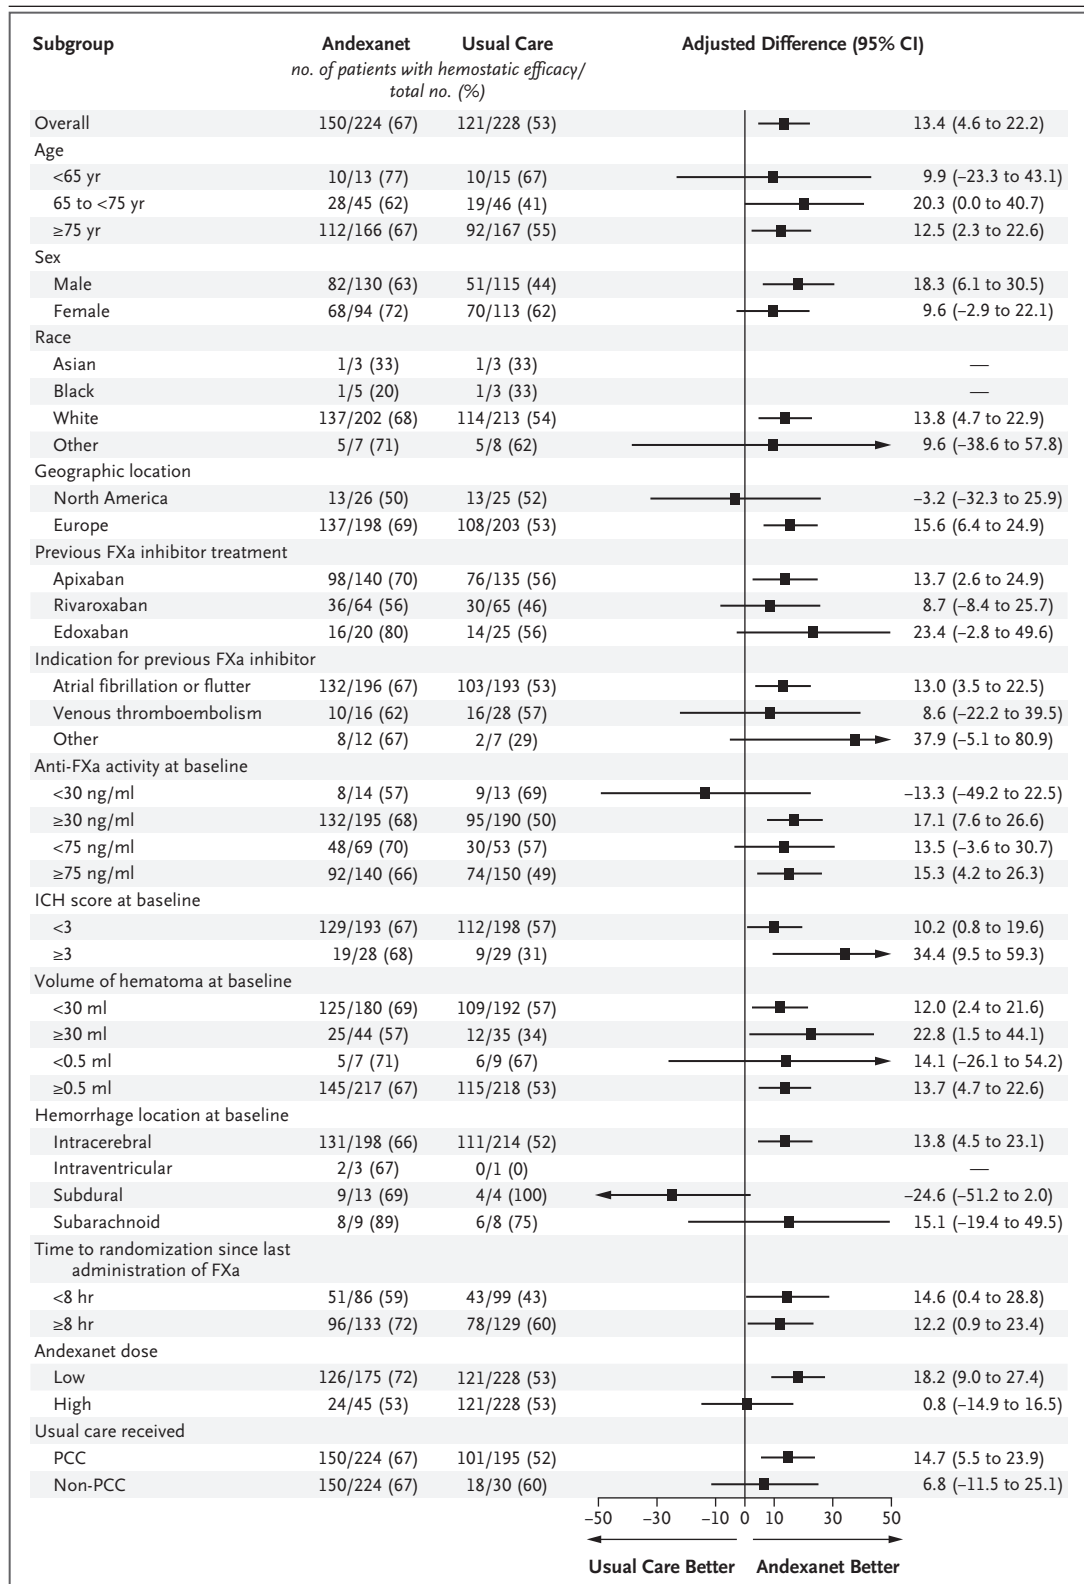 Subgroup Andexanet Usual Care Adjusted Difference (95% CI)
no. of patients with hemostatic efficacy/
total no. (%)
Overall 150/224 (67) 121/228 (53) 13.4 (4.6 to 22.2)
Age
<65 yr 10/13 (77) 10/15 (67) 9.9 (–23.3 to 43.1)
65 to <75 yr 28/45 (62) 19/46 (41) 20.3 (0.0 to 40.7)
≥75 yr 112/166 (67) 92/167 (55) 12.5 (2.3 to 22.6)
Sex
Male 82/130 (63) 51/115 (44) 18.3 (6.1 to 30.5)
Female 68/94 (72) 70/113 (62) 9.6 (–2.9 to 22.1)
Race
Asian 1/3 (33) 1/3 (33) —
Black 1/5 (20) 1/3 (33) —
White 137/202 (68) 114/213 (54) 13.8 (4.7 to 22.9)
Other 5/7 (71) 5/8 (62) 9.6 (–38.6 to 57.8)
Geographic location
North America 13/26 (50) 13/25 (52) –3.2 (–32.3 to 25.9)
Europe 137/198 (69) 108/203 (53) 15.6 (6.4 to 24.9)
Previous FXa inhibitor treatment
Apixaban 98/140 (70) 76/135 (56) 13.7 (2.6 to 24.9)
Rivaroxaban 36/64 (56) 30/65 (46) 8.7 (–8.4 to 25.7)
Edoxaban 16/20 (80) 14/25 (56) 23.4 (–2.8 to 49.6)
Indication for previous FXa inhibitor
Atrial fibrillation or flutter 132/196 (67) 103/193 (53) 13.0 (3.5 to 22.5)
Venous thromboembolism 10/16 (62) 16/28 (57) 8.6 (–22.2 to 39.5)
Other 8/12 (67) 2/7 (29) 37.9 (–5.1 to 80.9)
Anti-FXa activity at baseline
<30 ng/ml 8/14 (57) 9/13 (69) –13.3 (–49.2 to 22.5)
≥30 ng/ml 132/195 (68) 95/190 (50) 17.1 (7.6 to 26.6)
<75 ng/ml 48/69 (70) 30/53 (57) 13.5 (–3.6 to 30.7)
≥75 ng/ml 92/140 (66) 74/150 (49) 15.3 (4.2 to 26.3)
ICH score at baseline
<3 129/193 (67) 112/198 (57) 10.2 (0.8 to 19.6)
≥3 19/28 (68) 9/29 (31) 34.4 (9.5 to 59.3)
Volume of hematoma at baseline
<30 ml 125/180 (69) 109/192 (57) 12.0 (2.4 to 21.6)
≥30 ml 25/44 (57) 12/35 (34) 22.8 (1.5 to 44.1)
<0.5 ml 5/7 (71) 6/9 (67) 14.1 (–26.1 to 54.2)
≥0.5 ml 145/217 (67) 115/218 (53) 13.7 (4.7 to 22.6)
Hemorrhage location at baseline
Intracerebral 131/198 (66) 111/214 (52) 13.8 (4.5 to 23.1)
Intraventricular 2/3 (67) 0/1 (0) —
Subdural 9/13 (69) 4/4 (100) –24.6 (–51.2 to 2.0)
Subarachnoid 8/9 (89) 6/8 (75) 15.1 (–19.4 to 49.5)
Time to randomization since last
administration of FXa
<8 hr 51/86 (59) 43/99 (43) 14.6 (0.4 to 28.8)
≥8 hr 96/133 (72) 78/129 (60) 12.2 (0.9 to 23.4)
Andexanet dose
Low 126/175 (72) 121/228 (53) 18.2 (9.0 to 27.4)
High 24/45 (53) 121/228 (53) 0.8 (–14.9 to 16.5)
Usual care received
PCC 150/224 (67) 101/195 (52) 14.7 (5.5 to 23.9)
Non-PCC 150/224 (67) 18/30 (60) 6.8 (–11.5 to 25.1)
–50 –30 –10 0 10 30 50
Usual Care Better Andexanet Better